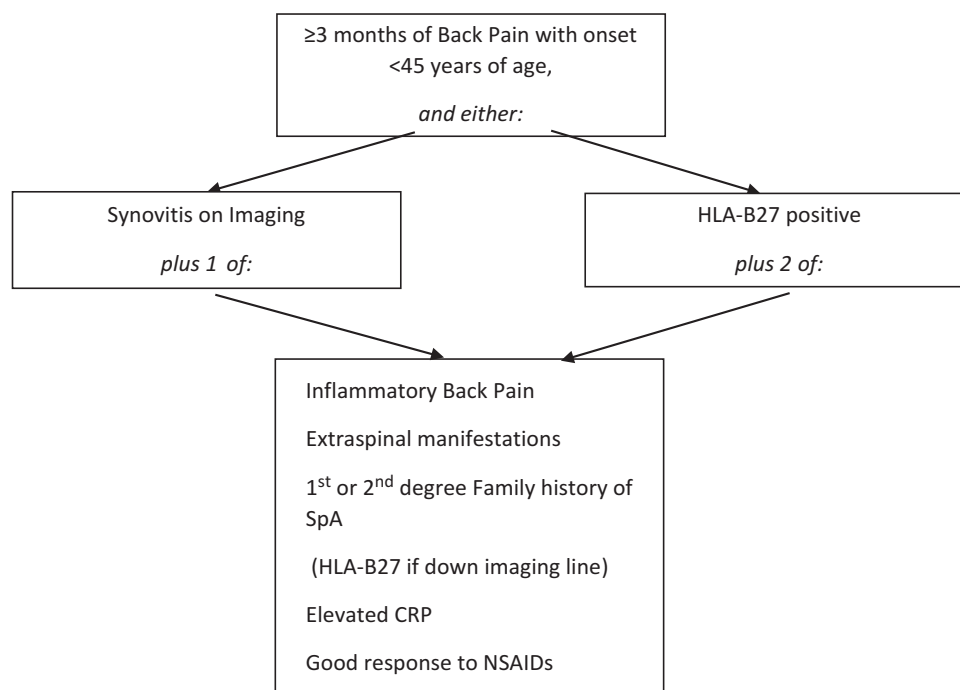 ≥3 months of Back Pain with onset
<45 years of age,
and either:
Synovitis on Imaging
plus 1 of:
HLA-B27 positive
plus 2 of:
Inflammatory Back Pain
Extraspinal manifestations
1st or 2nd degree Family history of
SpA
(HLA-B27 if down imaging line)
Elevated CRP
Good response to NSAIDs